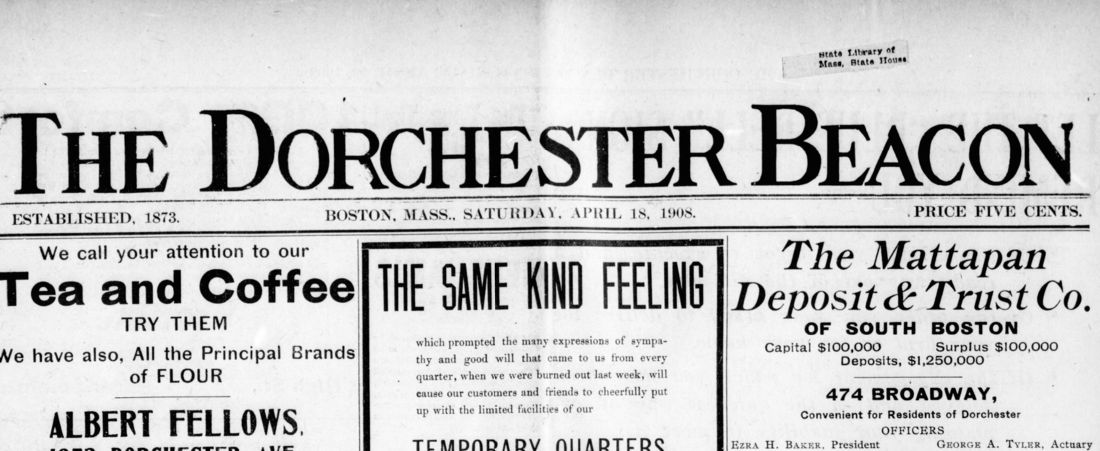 State Library of
Mass, State House
THE DORCHESTER BEACON
ESTABLISHED, 1873.
BOSTON, MASS., SATURDAY, APRIL 18, 1908.
PRICE FIVE CENTS.
We call your attention to our
Tea and Coffee
TRY THEM
We have also, All the Principal Brands
of FLOUR
ALBERT FELLOWS,
DORCHESTER AVE
THE SAME KIND FEELING
which prompted the many expressions of sympa-
thy and good will that came to us from every
quarter, when we were burned out last week, will
cause our customers and friends to cheerfully put
up with the limited facilities of our
TEMPORARY QUARTERS
The Mattapan
Deposit & Trust Co.
OF SOUTH BOSTON
Capital $100,000 Surplus $100,000
Deposits, $1,250,000
474 BROADWAY,
Convenient for Residents of Dorchester
OFFICERS
EZRA H. BAKER, President GEORGE A. TYLER, Actuary